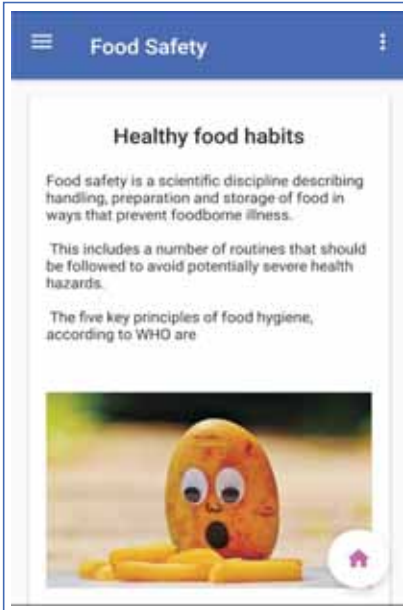 Food Safety
Healthy food habits
Food safety is a scientific discipline describing
handling, preparation and storage of food in
ways that prevent foodborne illness.
This includes a number of routines that should
be followed to avoid potentially severe health
hazards.
The five key principles of food hygiene,
according to WHO are